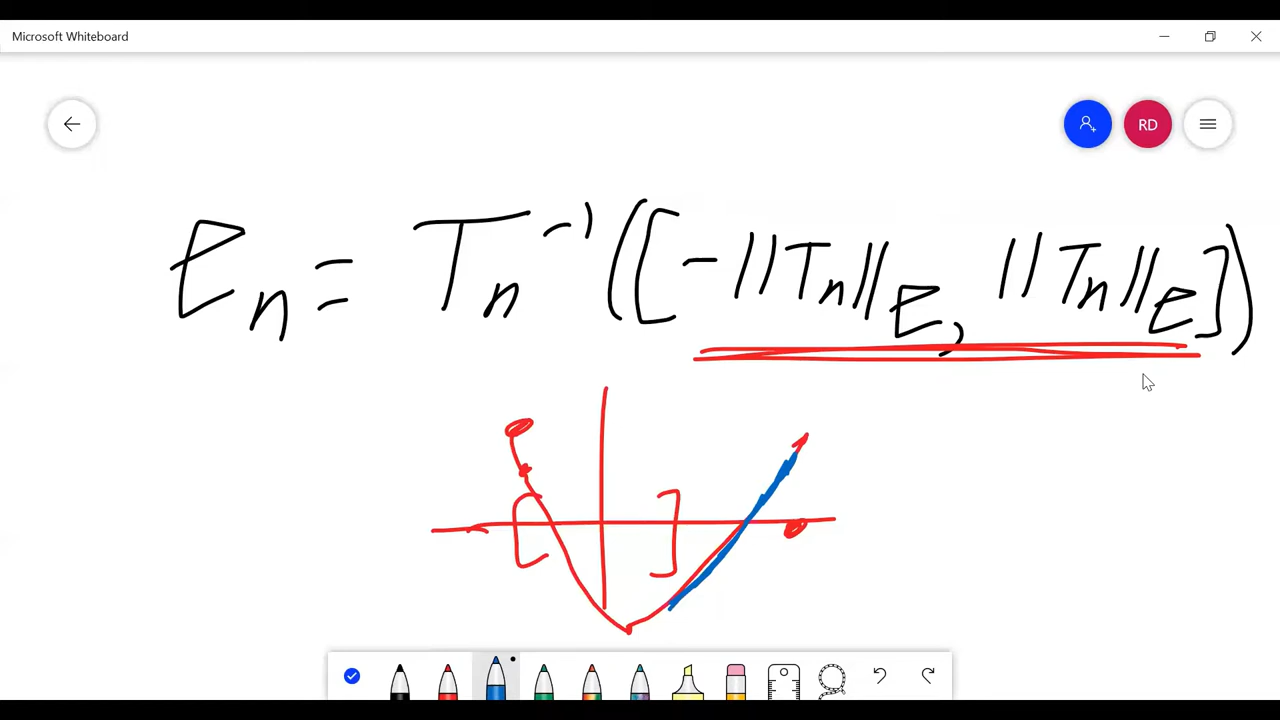 Microsoft Whiteboard
RD
E_n = T_n^{-1}([-||T_n||_E, ||T_n||_E])